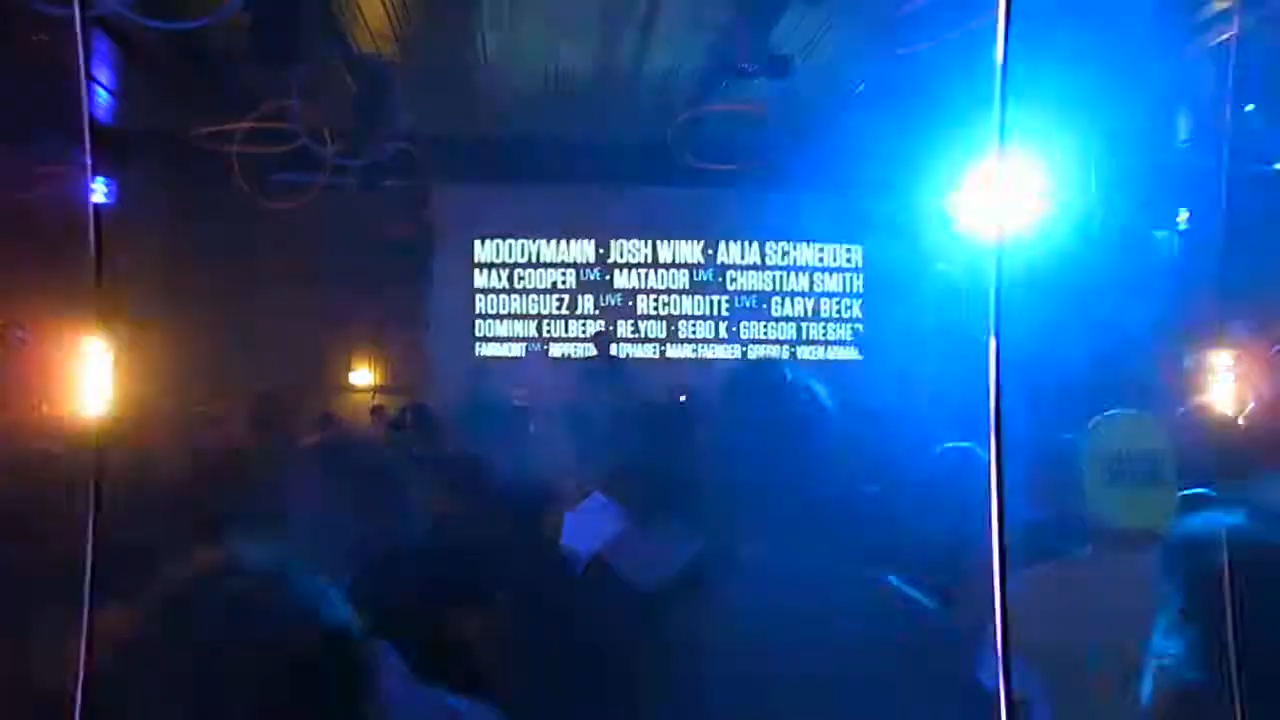 MOODYMANN · JOSH WINK · ANJA SCHNEIDER
MAX COOPER LIVE · MATADOR LIVE · CHRISTIAN SMITH
RODRIGUEZ JR. LIVE · RECONDITE LIVE · GARY BECK
DOMINIK EULBERG · RE.YOU · SEBO K · GREGOR
FAIRMONT LIVE · [PHASE] · MARC FAENGER ·